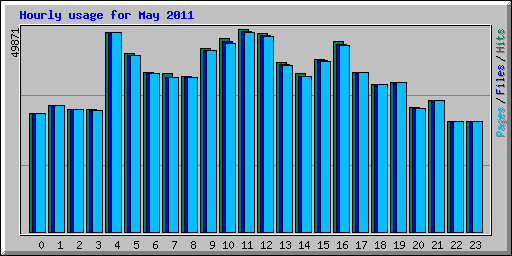 Hourly usage for May 2011
49871
Pages/Files/Hits
0 1 2 3 4 5 6 7 8 9 10 11 12 13 14 15 16 17 18 19 20 21 22 23